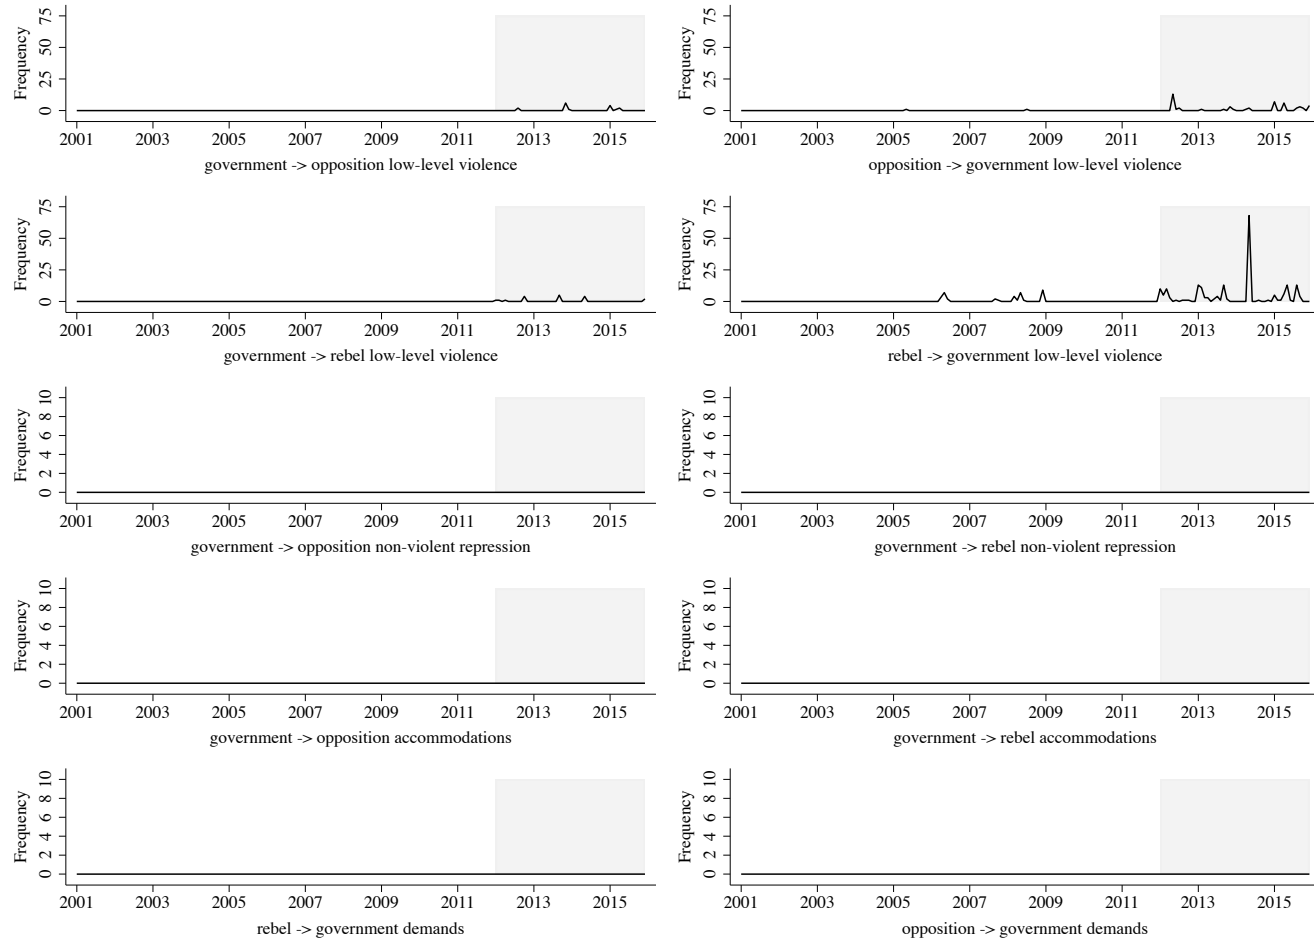 Frequency
75
50
25
0
2001 2003 2005 2007 2009 2011 2013 2015
government -> opposition low-level violence
Frequency
75
50
25
0
2001 2003 2005 2007 2009 2011 2013 2015
opposition -> government low-level violence
Frequency
75
50
25
0
2001 2003 2005 2007 2009 2011 2013 2015
government -> rebel low-level violence
Frequency
75
50
25
0
2001 2003 2005 2007 2009 2011 2013 2015
rebel -> government low-level violence
Frequency
10
8
6
4
2
0
2001 2003 2005 2007 2009 2011 2013 2015
government -> opposition non-violent repression
Frequency
10
8
6
4
2
0
2001 2003 2005 2007 2009 2011 2013 2015
government -> rebel non-violent repression
Frequency
10
8
6
4
2
0
2001 2003 2005 2007 2009 2011 2013 2015
government -> opposition accommodations
Frequency
10
8
6
4
2
0
2001 2003 2005 2007 2009 2011 2013 2015
government -> rebel accommodations
Frequency
10
8
6
4
2
0
2001 2003 2005 2007 2009 2011 2013 2015
rebel -> government demands
Frequency
10
8
6
4
2
0
2001 2003 2005 2007 2009 2011 2013 2015
opposition -> government demands